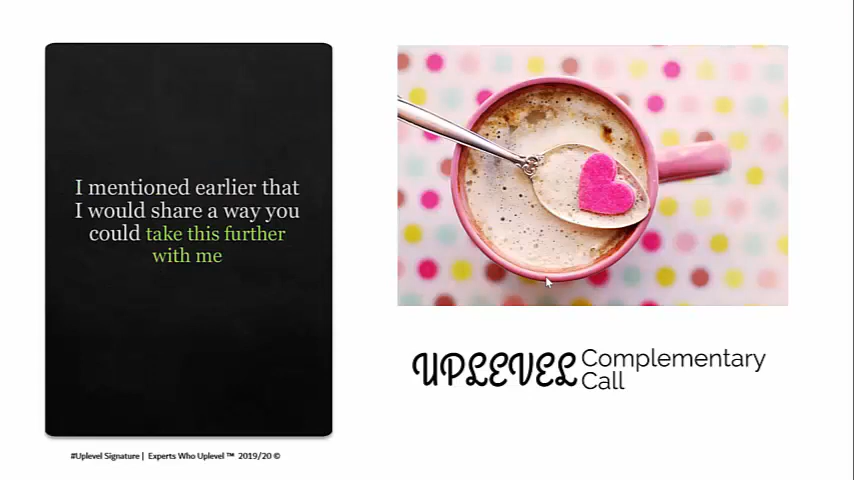 I mentioned earlier that
I would share a way you
could take this further
with me
UPLEVEL Complementary
Call
#Uplevel Signature | Experts Who Uplevel ™ 2019/20 ©